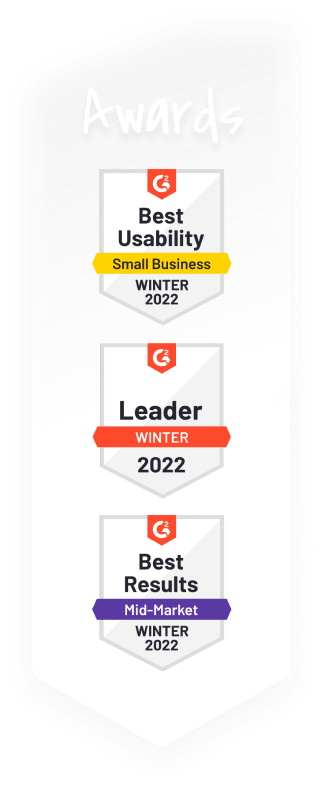 Awards
G2
Best
Usability
Small Business
WINTER
2022
G2
Leader
WINTER
2022
G2
Best
Results
Mid-Market
WINTER
2022